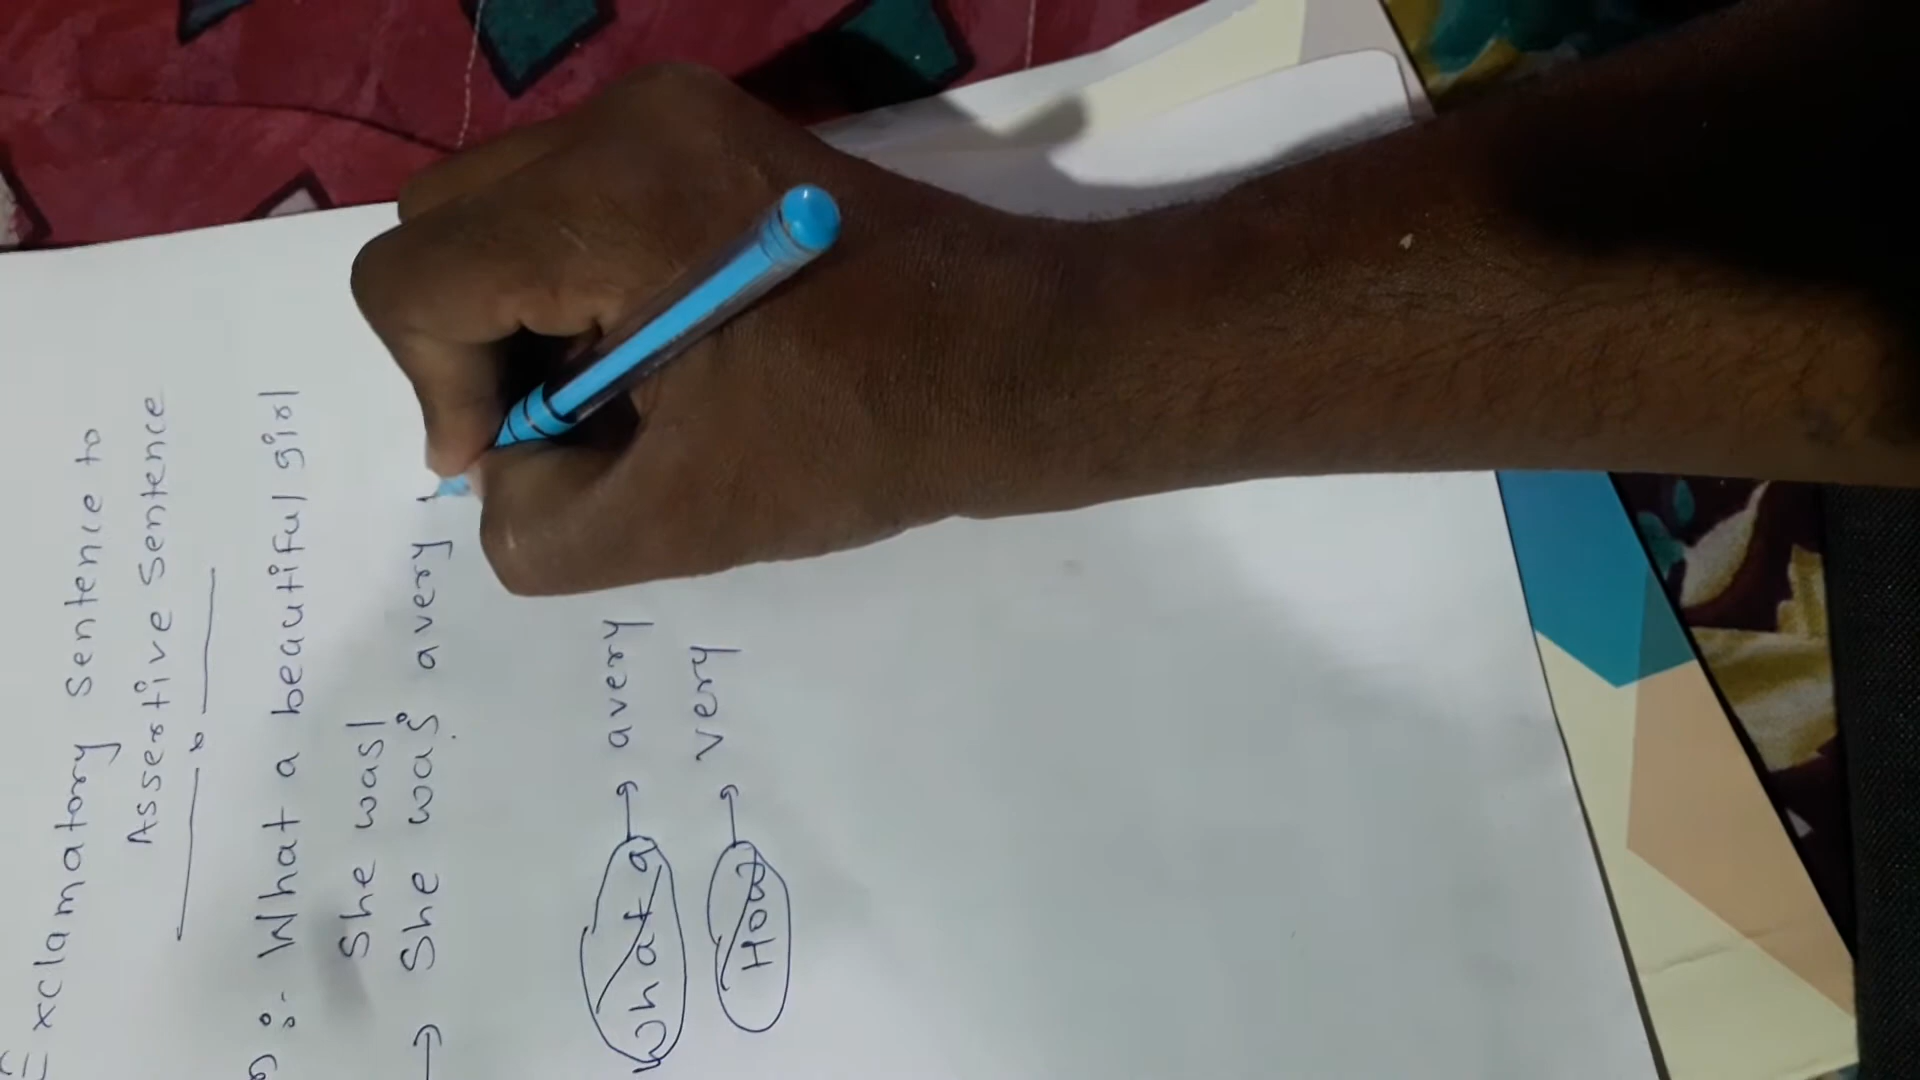 Exclamatory Sentence to
Assertive Sentence
What a beautiful girl
She was!
→ She was a very
What a → a very
How → very